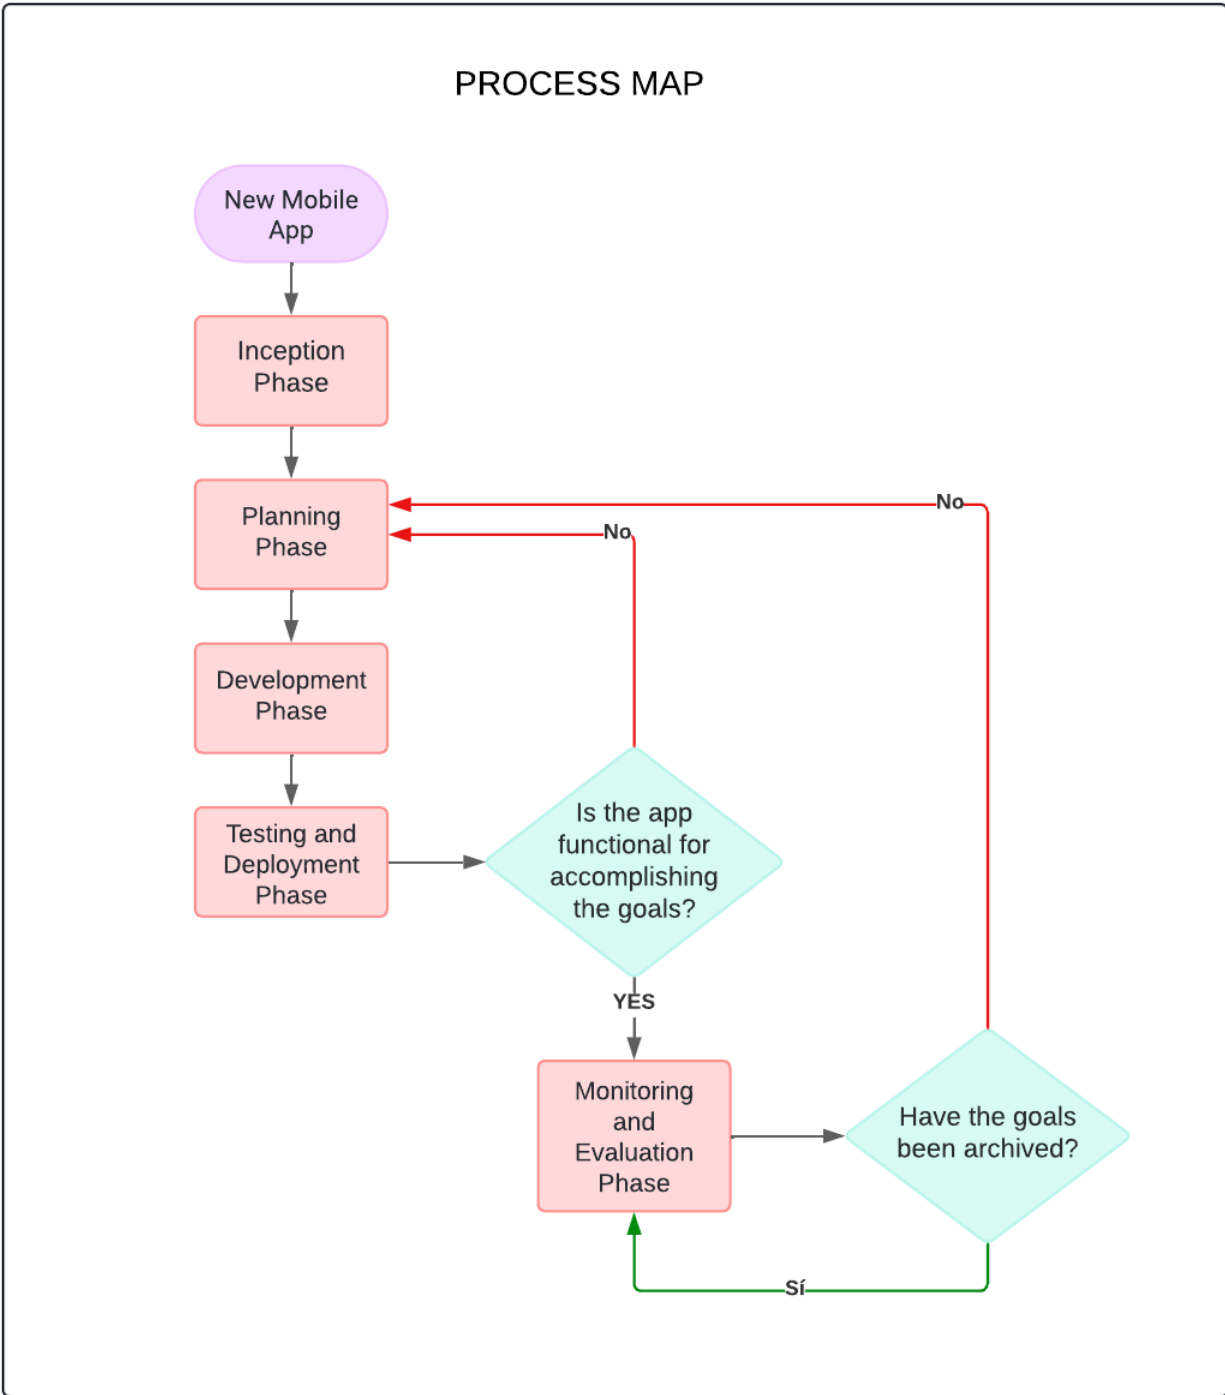 PROCESS MAP
New Mobile
App
Inception
Phase
Planning
Phase
No
No
Development
Phase
Testing and
Deployment
Phase
Is the app
functional for
accomplishing
the goals?
YES
Monitoring
and
Evaluation
Phase
Have the goals
been archived?
Sí